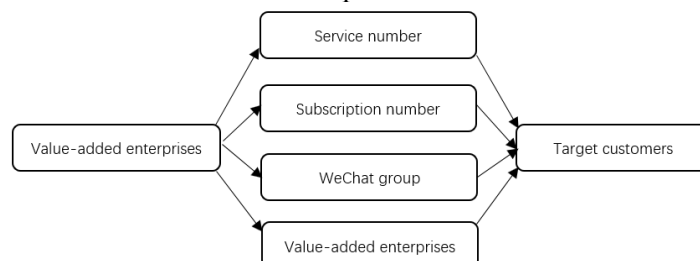 Service number
Subscription number
Value-added enterprises
Target customers
WeChat group
Value-added enterprises